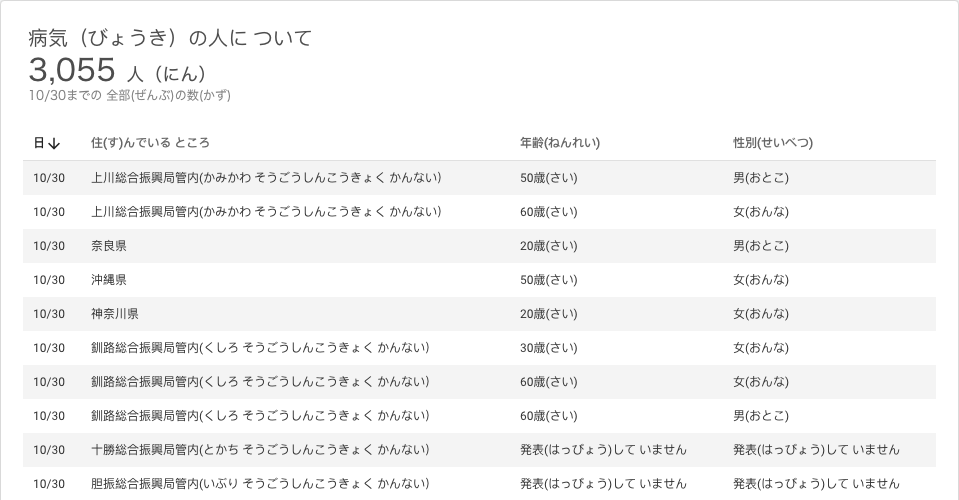 病気（びょうき）の人に ついて
3,055 人（にん）
10/30までの 全部(ぜんぶ)の数(かず)
日↓ 住(す)んでいる ところ 年齢(ねんれい) 性別(せいべつ)
10/30 上川総合振興局管内(かみかわ そうごうしんこうきょく かんない) 50歳(さい) 男(おとこ)
10/30 上川総合振興局管内(かみかわ そうごうしんこうきょく かんない) 60歳(さい) 女(おんな)
10/30 奈良県 20歳(さい) 男(おとこ)
10/30 沖縄県 50歳(さい) 女(おんな)
10/30 神奈川県 20歳(さい) 女(おんな)
10/30 釧路総合振興局管内(くしろ そうごうしんこうきょく かんない) 30歳(さい) 女(おんな)
10/30 釧路総合振興局管内(くしろ そうごうしんこうきょく かんない) 60歳(さい) 女(おんな)
10/30 釧路総合振興局管内(くしろ そうごうしんこうきょく かんない) 60歳(さい) 男(おとこ)
10/30 十勝総合振興局管内(とかち そうごうしんこうきょく かんない) 発表(はっぴょう)して いません 発表(はっぴょう)して いません
10/30 胆振総合振興局管内(いぶり そうごうしんこうきょく かんない) 発表(はっぴょう)して いません 発表(はっぴょう)して いません